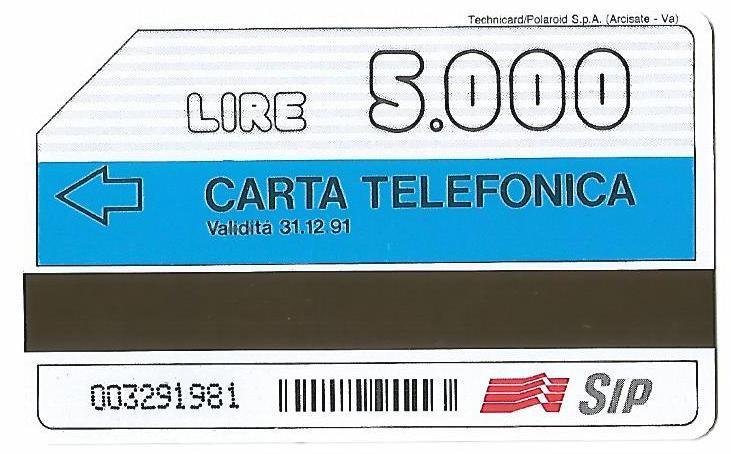 Technicard/Polaroid S.p.A. (Arcisate - Va)
LIRE 5.000
CARTA TELEFONICA
Validità 31.12 91
003291981
SIP